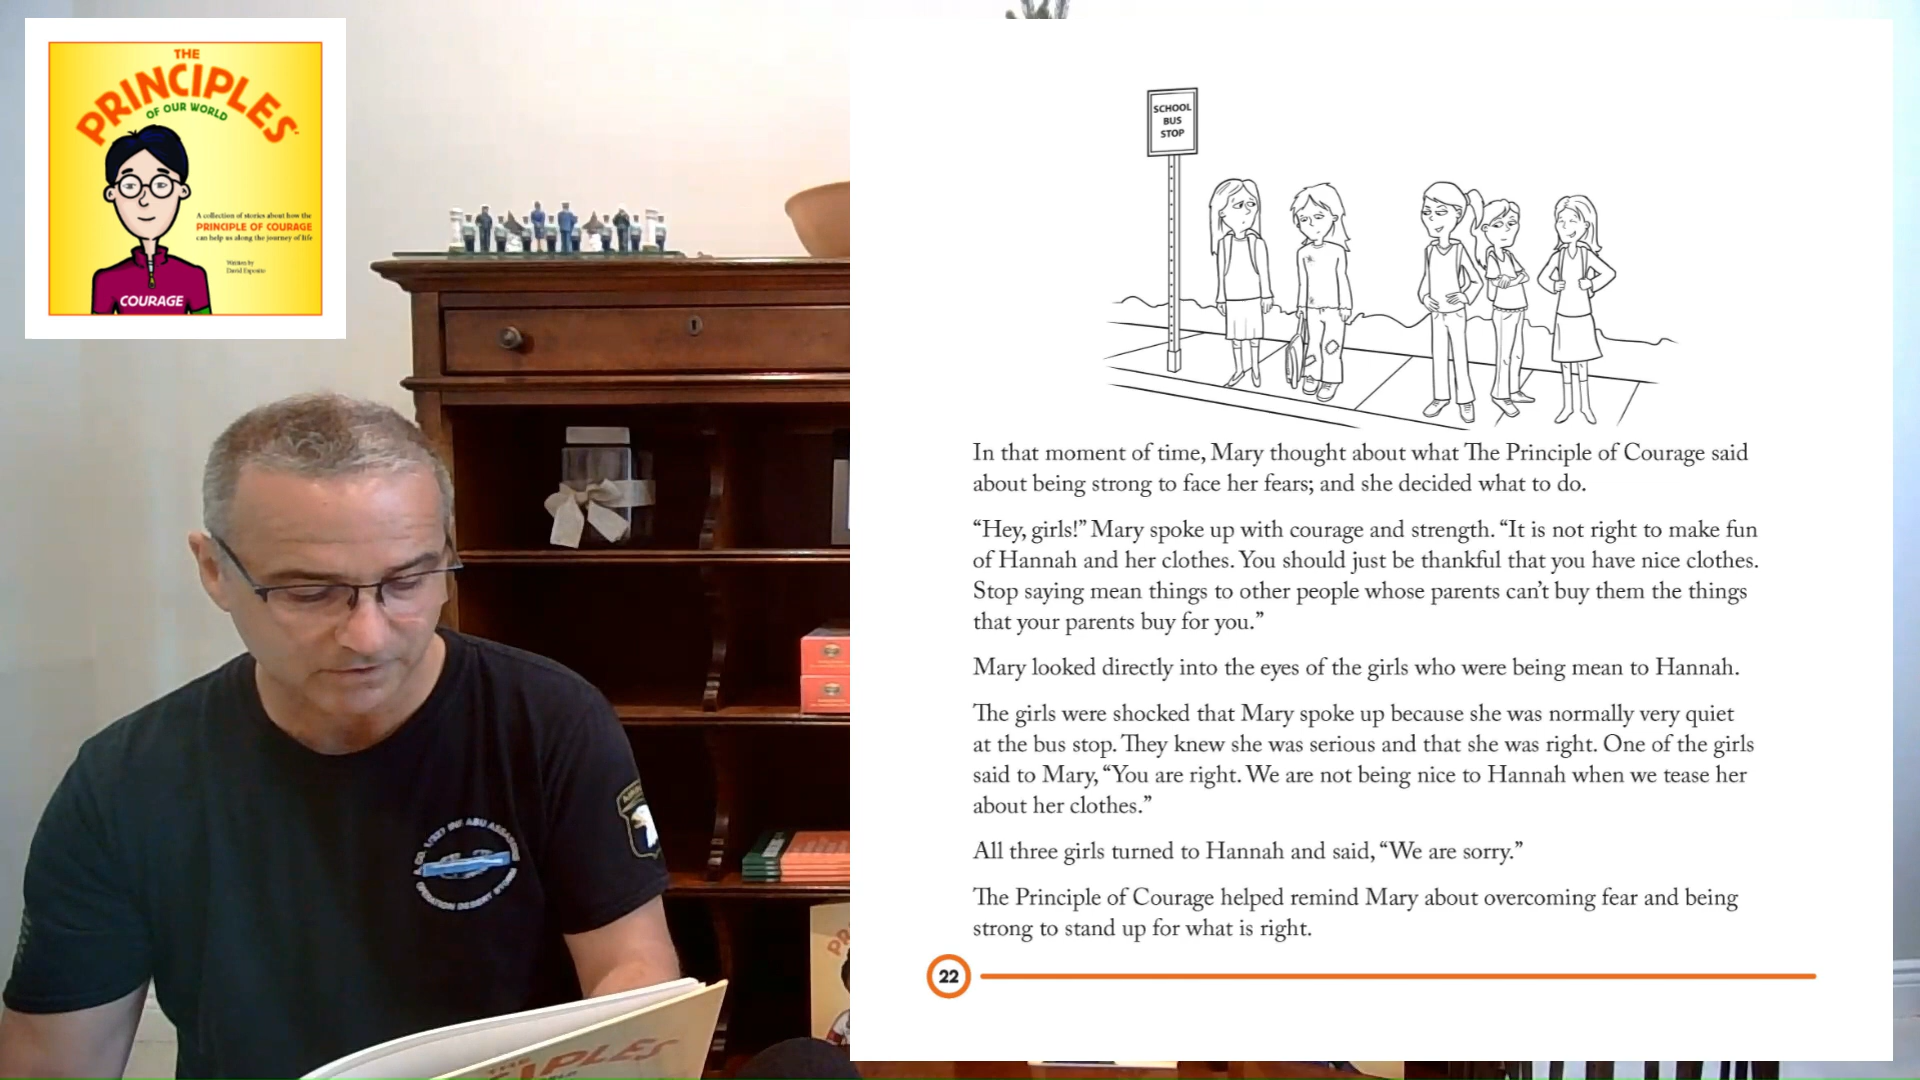 THE
PRINCIPLES
OF OUR WORLD
A collection of stories about how the
PRINCIPLE OF COURAGE
can help us along the journey of life
Written by
David Esposito
COURAGE
SCHOOL
BUS
STOP
In that moment of time, Mary thought about what The Principle of Courage said
about being strong to face her fears; and she decided what to do.
“Hey, girls!” Mary spoke up with courage and strength. “It is not right to make fun
of Hannah and her clothes. You should just be thankful that you have nice clothes.
Stop saying mean things to other people whose parents can’t buy them the things
that your parents buy for you.”
Mary looked directly into the eyes of the girls who were being mean to Hannah.
The girls were shocked that Mary spoke up because she was normally very quiet
at the bus stop. They knew she was serious and that she was right. One of the girls
said to Mary, “You are right. We are not being nice to Hannah when we tease her
about her clothes.”
All three girls turned to Hannah and said, “We are sorry.”
The Principle of Courage helped remind Mary about overcoming fear and being
strong to stand up for what is right.
22
OPERATION DESERT STORM